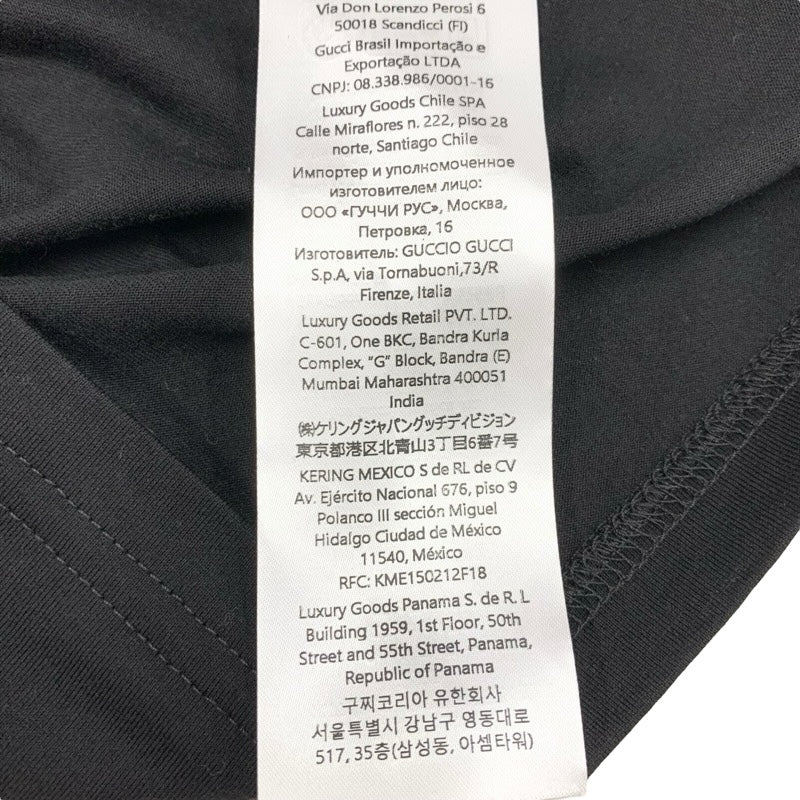 Via Don Lorenzo Perosi 6
50018 Scandicci (FI)
Gucci Brasil Importação e
Exportação LTDA
CNPJ: 08.338.986/0001-16
Luxury Goods Chile SPA
Calle Miraflores n. 222, piso 28
norte, Santiago Chile
Импортер и уполномоченное
изготовителем лицо:
ООО «ГУЧЧИ РУС», Москва,
Петровка, 16
Изготовитель: GUCCIO GUCCI
S.p.A, via Tornabuoni,73/R
Firenze, Italia
Luxury Goods Retail PVT. LTD.
C-601, One BKC, Bandra Kurla
Complex, "G" Block, Bandra (E)
Mumbai Maharashtra 400051
India
㈱ケリングジャパングッチディビジョン
東京都港区北青山3丁目6番7号
KERING MEXICO S de RL de CV
Av. Ejército Nacional 676, piso 9
Polanco III sección Miguel
Hidalgo Ciudad de México
11540, México
RFC: KME150212F18
Luxury Goods Panama S. de R. L
Building 1959, 1st Floor, 50th
Street and 55th Street, Panama,
Republic of Panama
구찌코리아 유한회사
서울특별시 강남구 영동대로
517, 35층(삼성동, 아셈타워)